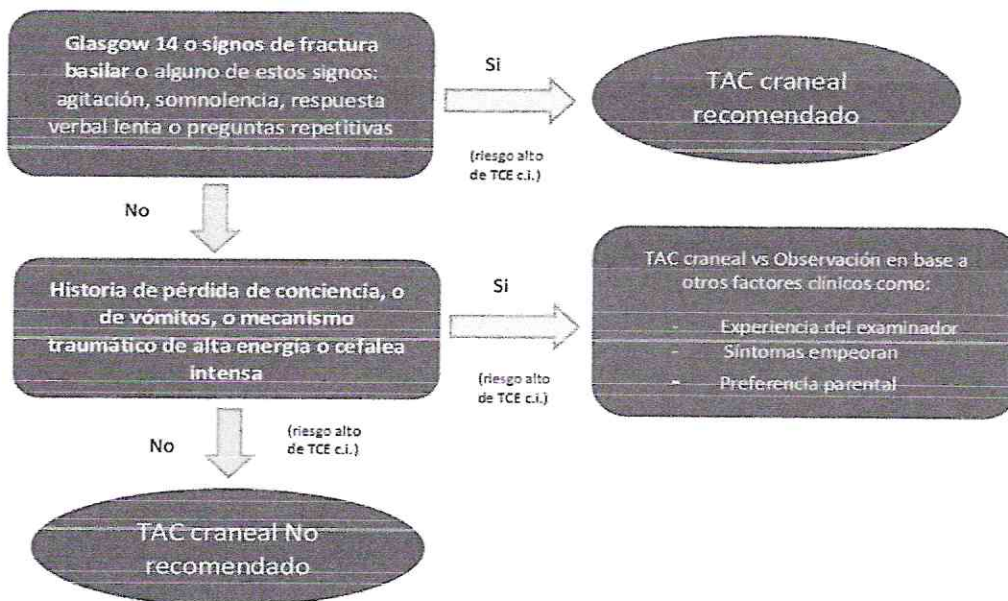 Glasgow 14 o signos de fractura
basilar o alguno de estos signos:
agitación, somnolencia, respuesta
verbal lenta o preguntas repetitivas
Si
(riesgo alto
de TCE c.i.)
TAC craneal
recomendado
No
Historia de pérdida de conciencia, o
de vómitos, o mecanismo
traumático de alta energía o cefalea
intensa
Si
(riesgo alto
de TCE c.i.)
TAC craneal vs Observación en base a
otros factores clínicos como:
- Experiencia del examinador
- Síntomas empeoran
- Preferencia parental
No
(riesgo alto
de TCE c.i.)
TAC craneal No
recomendado